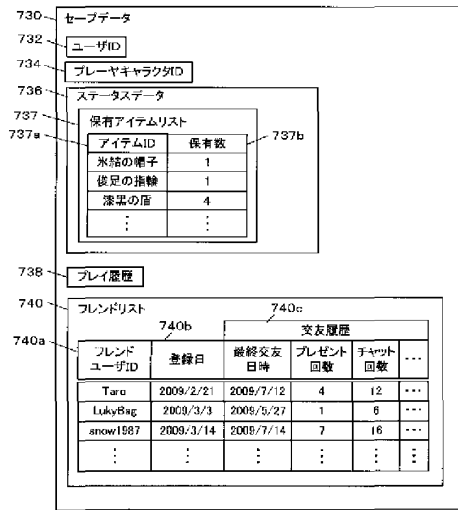 730 セーブデータ
732 ユーザID
734 プレーヤキャラクタID
736 ステータスデータ
737 保有アイテムリスト
737a アイテムID 保有数 737b
氷結の帽子 1
俊足の指輪 1
漆黒の盾 4
⋮ ⋮
738 プレイ履歴
740 フレンドリスト 740c
740b 交友履歴
740a フレンド 登録日 最終交友 プレゼント チャット ・・・
ユーザID 日時 回数 回数
Taro 2009/2/21 2009/7/12 4 12 ・・・
LukyBag 2009/3/3 2009/5/27 1 6 ・・・
snow1987 2009/3/14 2009/7/14 7 16 ・・・
⋮ ⋮ ⋮ ⋮ ⋮ ⋮